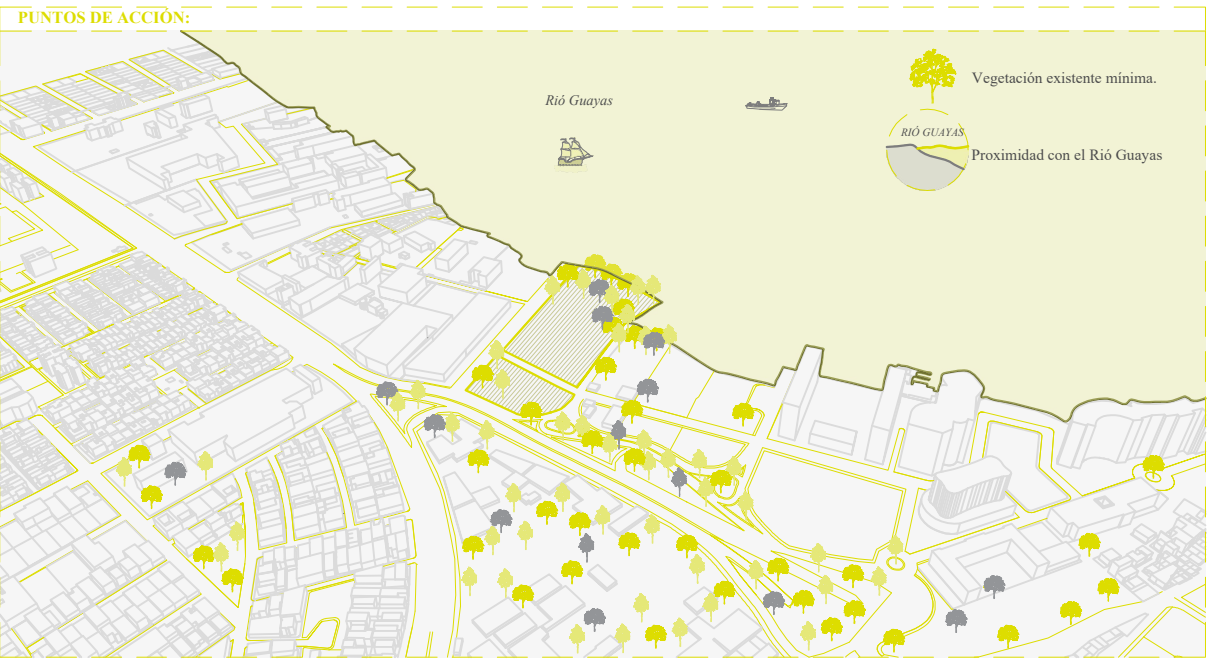 PUNTOS DE ACCIÓN:
Vegetación existente mínima.
Rió Guayas
RIÓ GUAYAS
Proximidad con el Rió Guayas